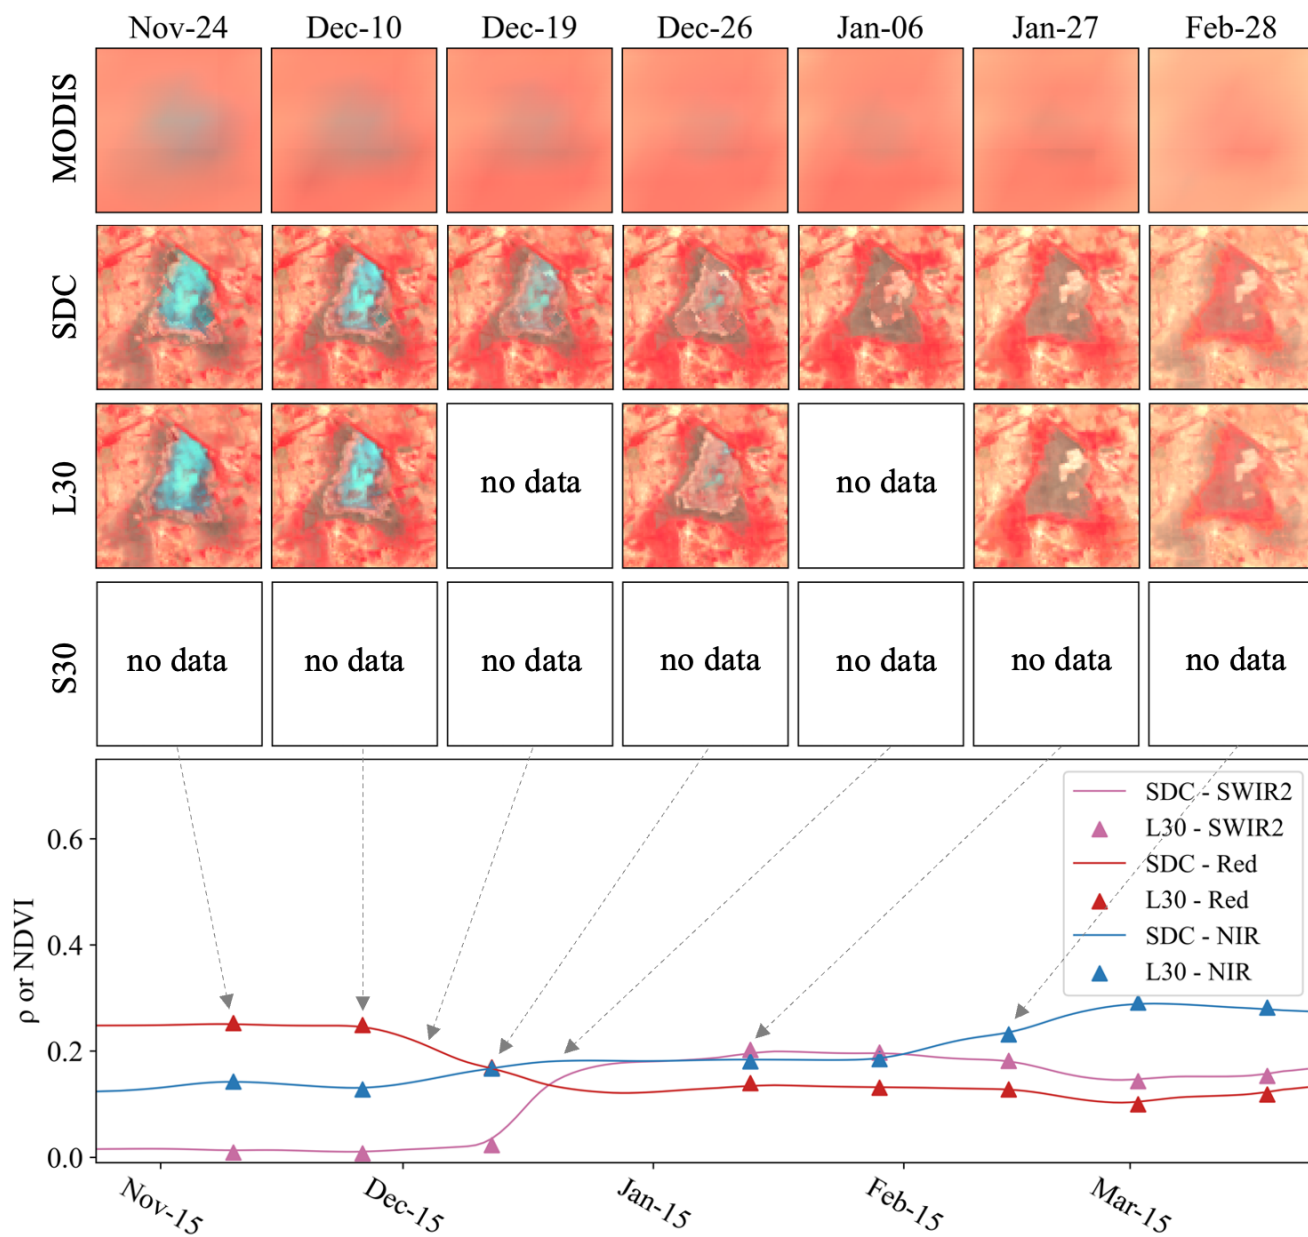 Nov-24 Dec-10 Dec-19 Dec-26 Jan-06 Jan-27 Feb-28
MODIS
SDC
L30
no data no data
S30
no data no data no data no data no data no data no data
SDC - SWIR2
L30 - SWIR2
SDC - Red
L30 - Red
SDC - NIR
L30 - NIR
ρ or NDVI
0.6
0.4
0.2
0.0
Nov-15 Dec-15 Jan-15 Feb-15 Mar-15